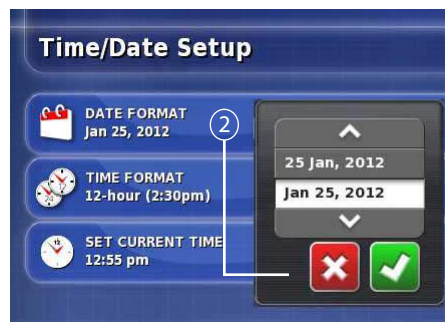 Time/Date Setup
DATE FORMAT
Jan 25, 2012
2
TIME FORMAT
12-hour (2:30pm)
SET CURRENT TIME
12:55 pm
25 Jan, 2012
Jan 25, 2012